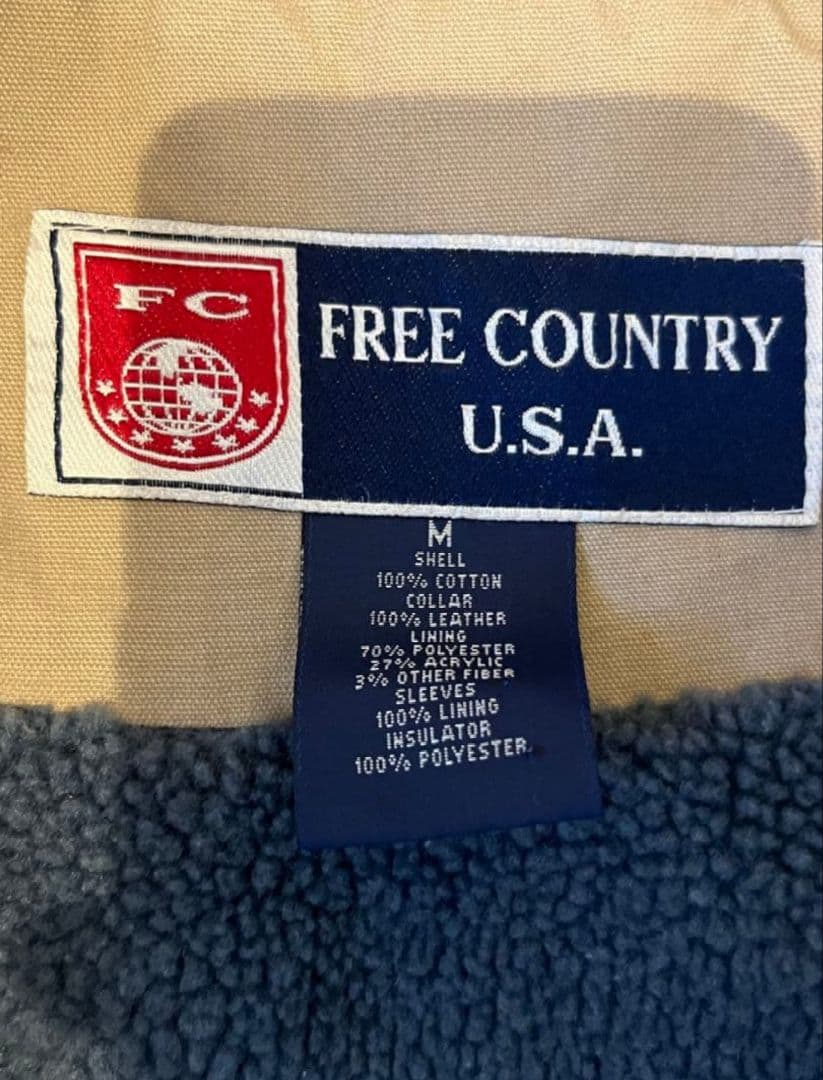 FC
FREE COUNTRY
U.S.A.
M
SHELL
100% COTTON
COLLAR
100% LEATHER
LINING
70% POLYESTER
27% ACRYLIC
3% OTHER FIBER
SLEEVES
100% LINING
INSULATOR
100% POLYESTER